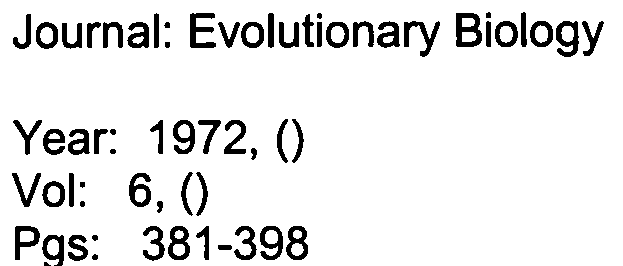 Journal: Evolutionary Biology
Year: 1972, ()
Vol: 6, ()
Pgs: 381-398